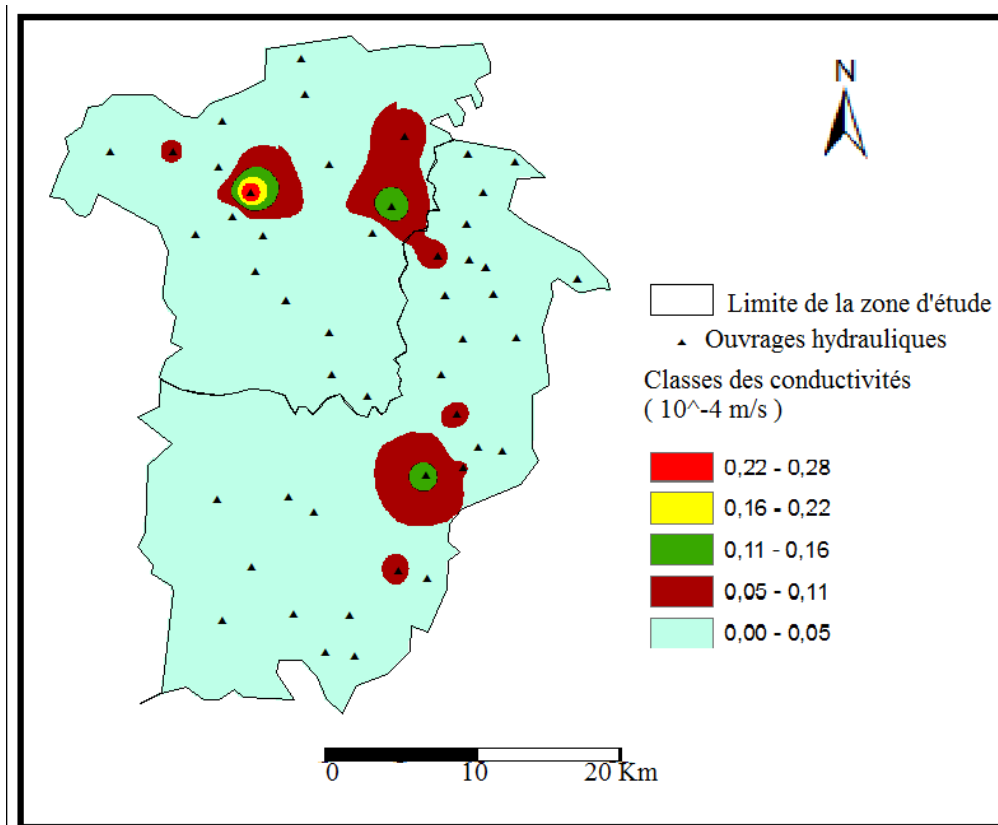 N
Limite de la zone d'étude
Ouvrages hydrauliques
Classes des conductivités
( 10^-4 m/s )
0,22 - 0,28
0,16 - 0,22
0,11 - 0,16
0,05 - 0,11
0,00 - 0,05
0 10 20 Km